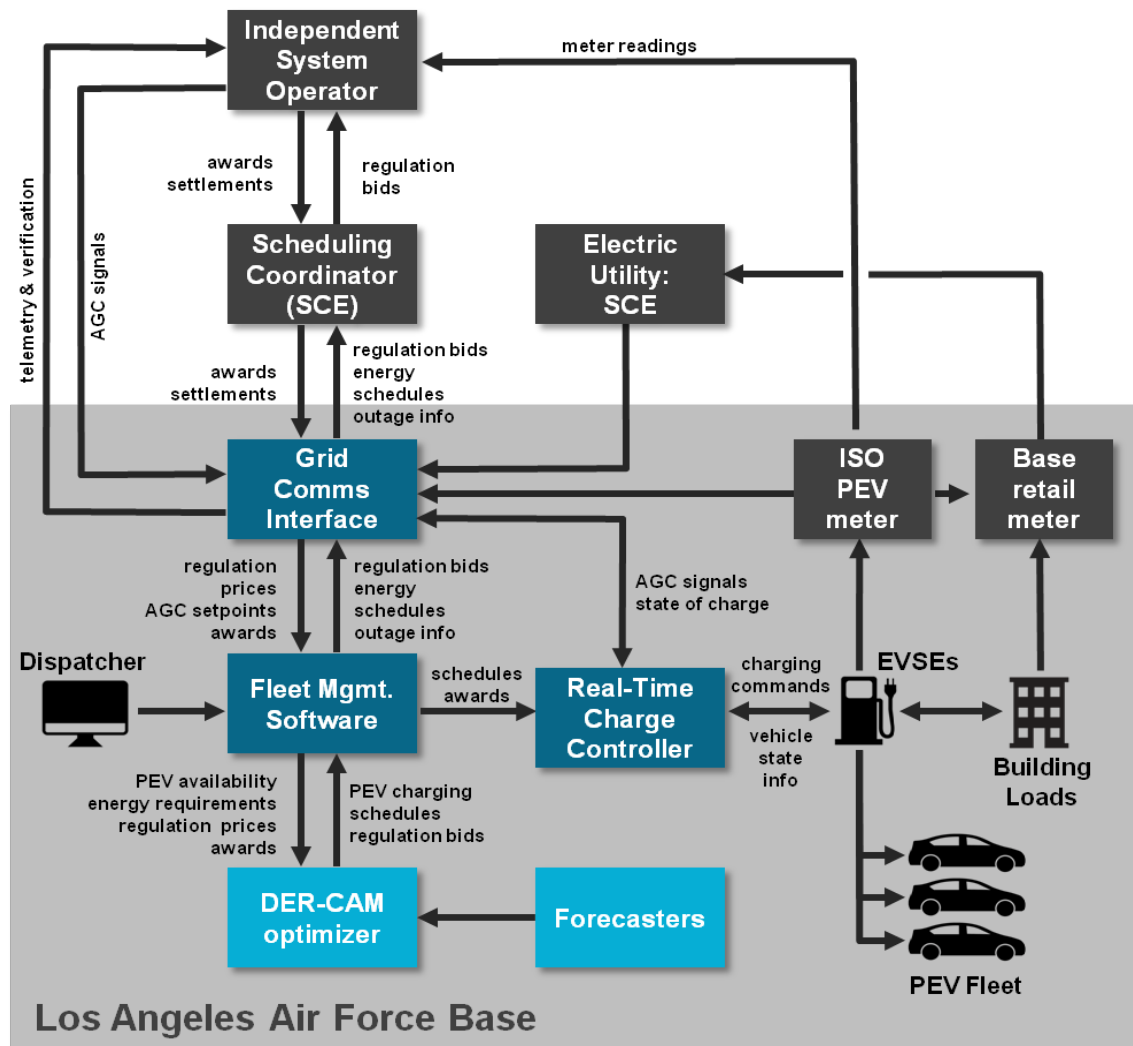 Independent
System
Operator
meter readings
awards
settlements
regulation
bids
telemetry & verification
AGC signals
Scheduling
Coordinator
(SCE)
Electric
Utility:
SCE
awards
settlements
regulation bids
energy
schedules
outage info
Grid
Comms
Interface
ISO
PEV
meter
Base
retail
meter
regulation
prices
AGC setpoints
awards
regulation bids
energy
schedules
outage info
AGC signals
state of charge
Dispatcher
Fleet Mgmt.
Software
schedules
awards
Real-Time
Charge
Controller
charging
commands
vehicle
state
info
EVSEs
Building
Loads
PEV availability
energy requirements
regulation prices
awards
PEV charging
schedules
regulation bids
DER-CAM
optimizer
Forecasters
PEV Fleet
Los Angeles Air Force Base